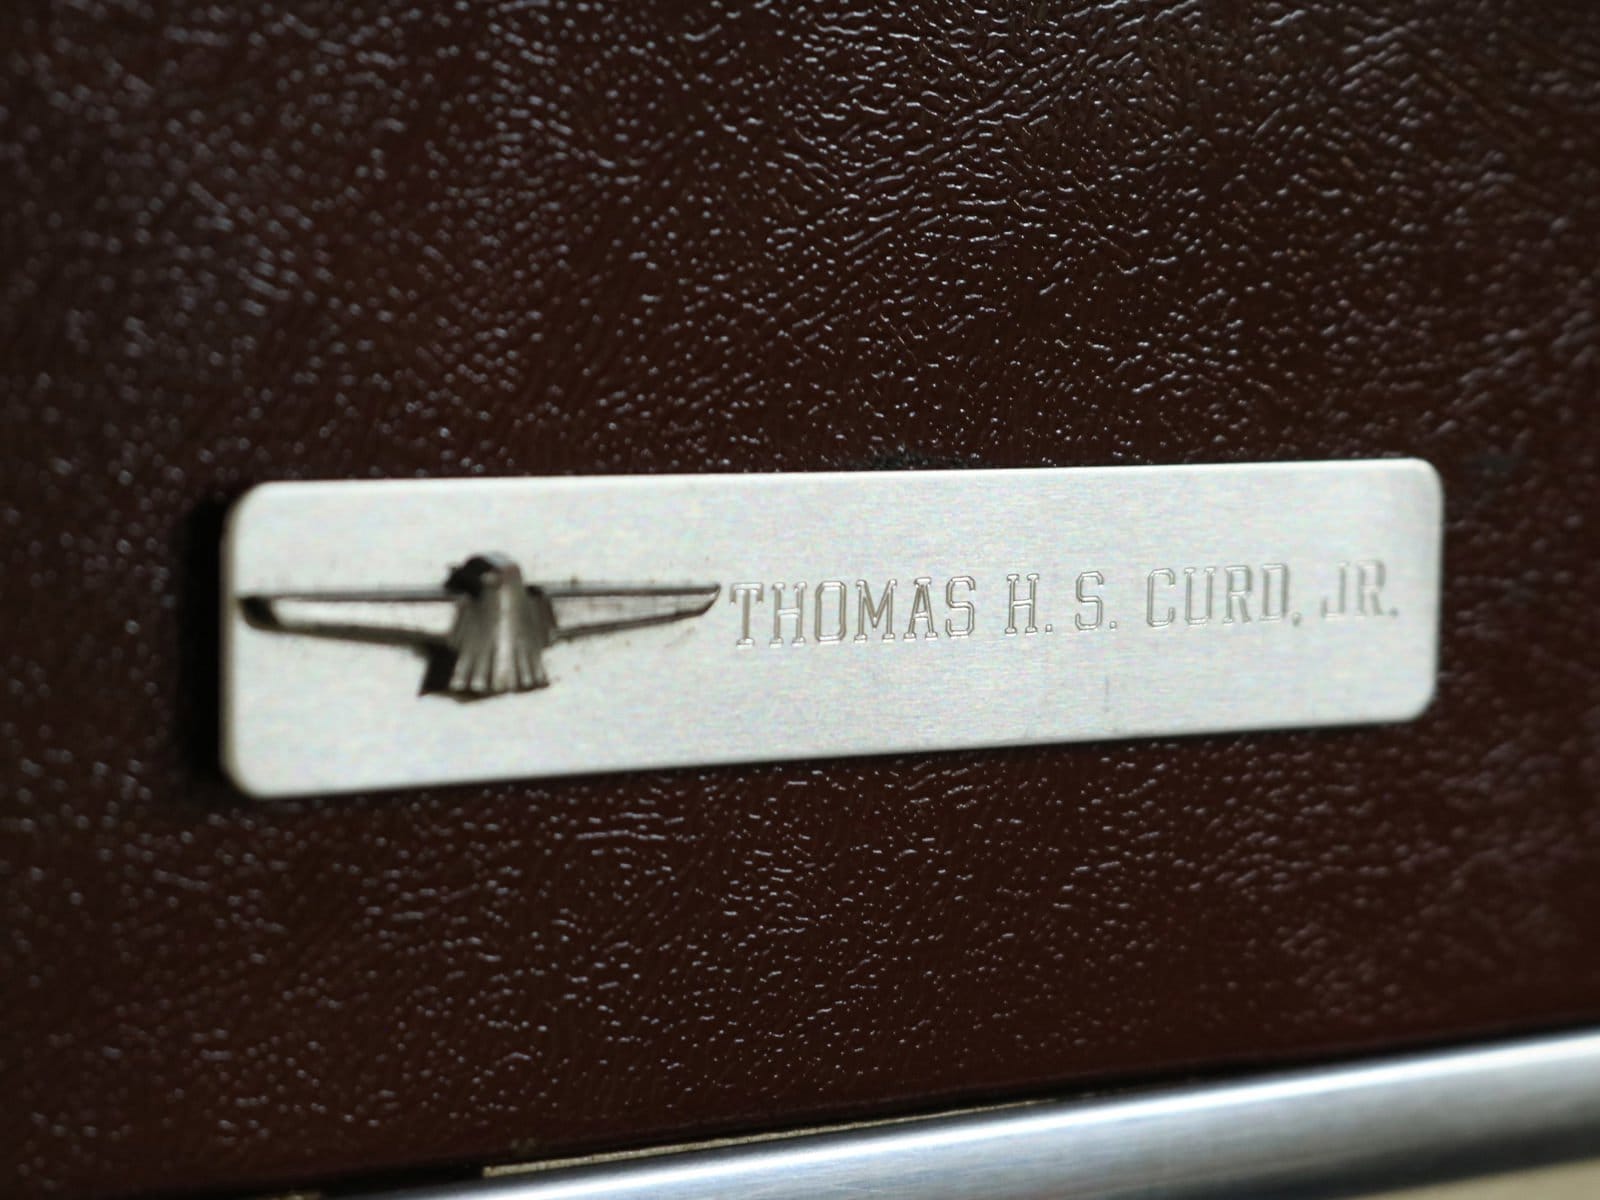 THOMAS H. S. CURD, JR.